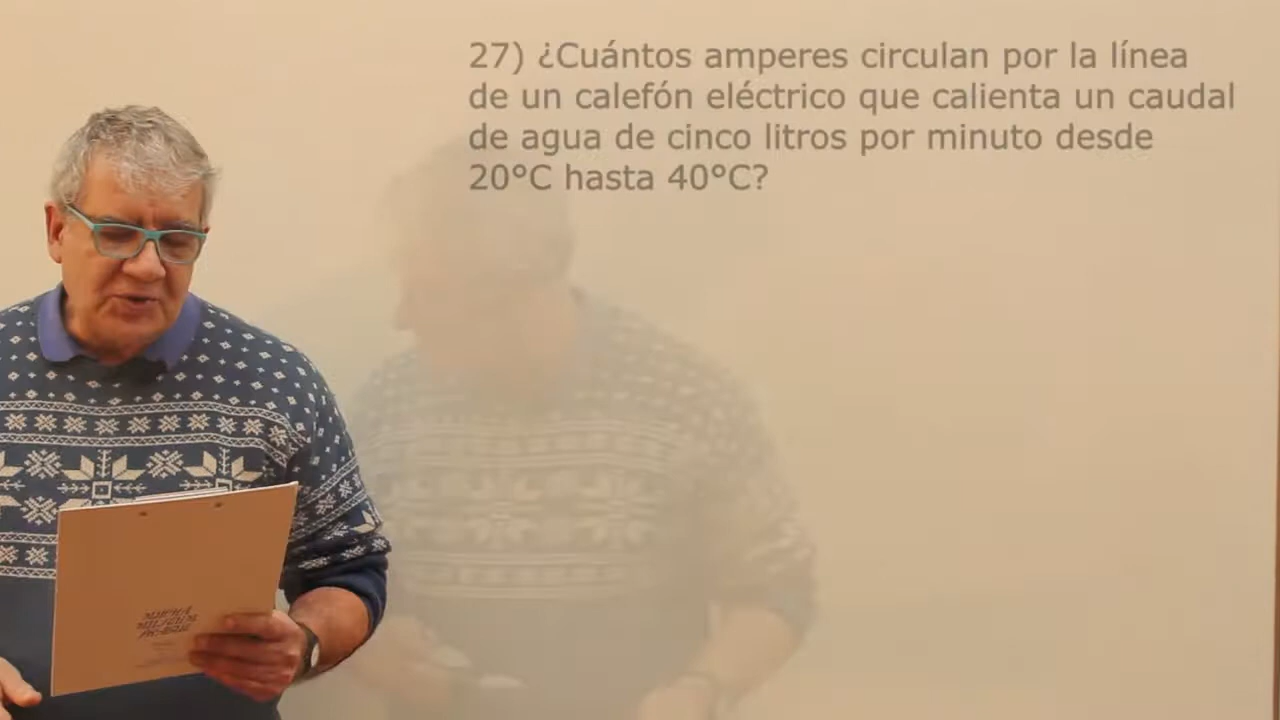 27) ¿Cuántos amperes circulan por la línea
de un calefón eléctrico que calienta un caudal
de agua de cinco litros por minuto desde
20°C hasta 40°C?